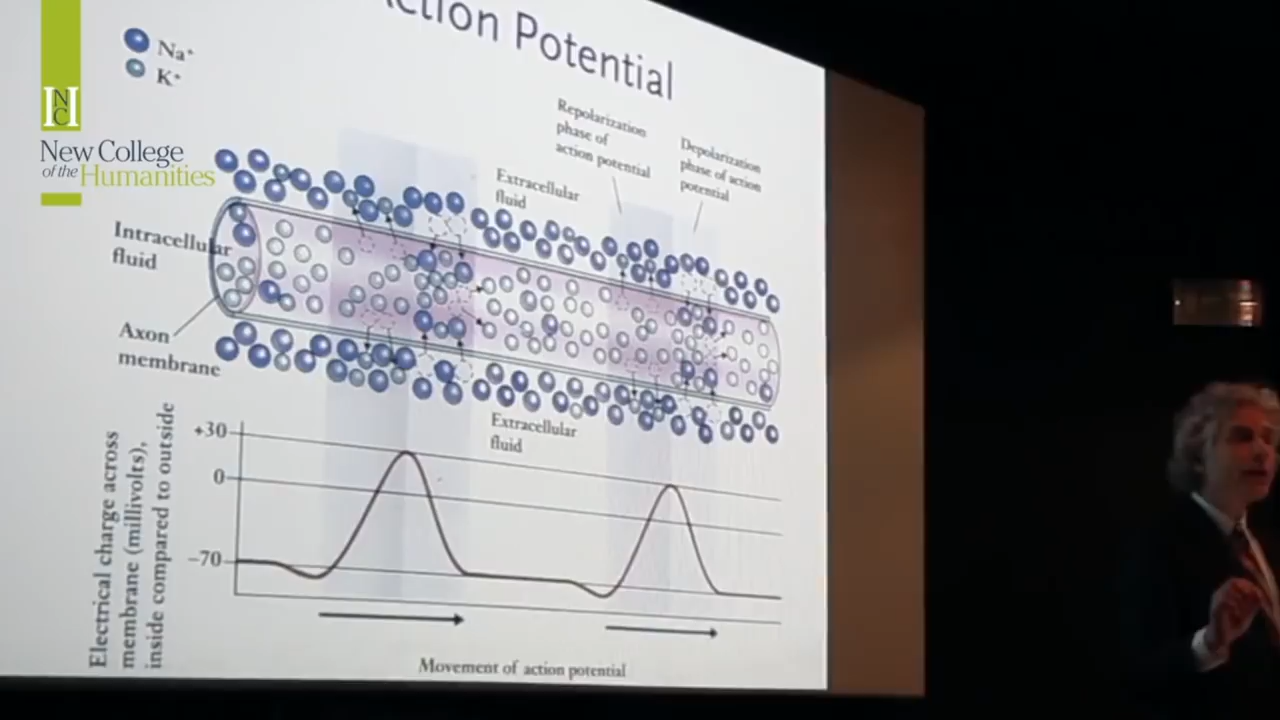 Action Potential
Na+
K+
NCH
New College
of the Humanities
Repolarization
phase of
action potential
Depolarization
phase of action
potential
Extracellular
fluid
Intracellular
fluid
Axon
membrane
Extracellular
fluid
Electrical charge across
membrane (millivolts),
inside compared to outside
+30
0
–70
Movement of action potential